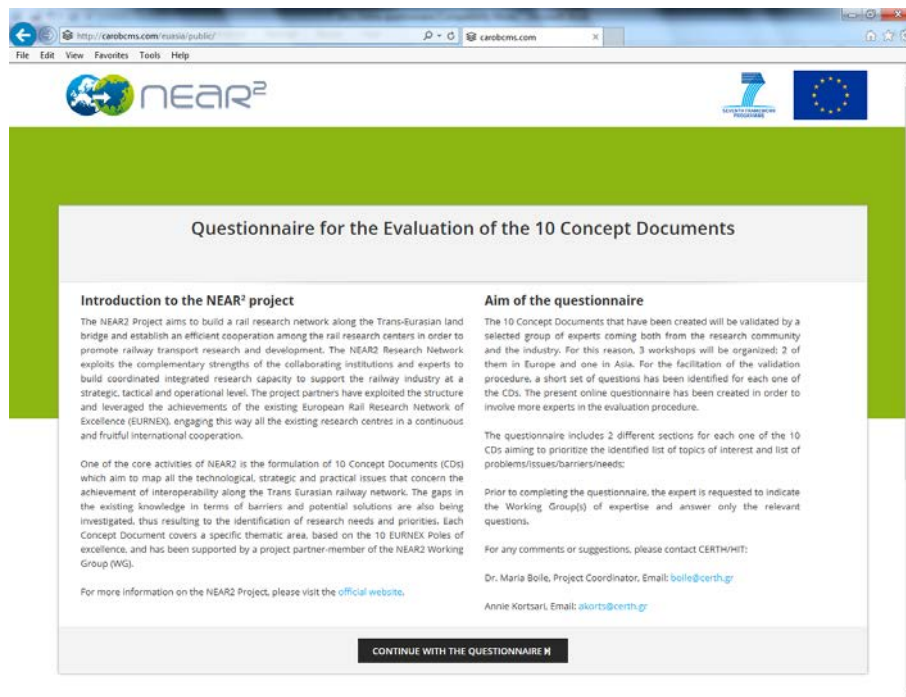 http://carobcms.com/euasia/public/
carobcms.com
File Edit View Favorites Tools Help
near²
SEVENTH FRAMEWORK
PROGRAMME
Questionnaire for the Evaluation of the 10 Concept Documents
Introduction to the NEAR² project
The NEAR2 Project aims to build a rail research network along the Trans-Eurasian land
bridge and establish an efficient cooperation among the rail research centers in order to
promote railway transport research and development. The NEAR2 Research Network
exploits the complementary strengths of the collaborating institutions and experts to
build coordinated integrated research capacity to support the railway industry at a
strategic, tactical and operational level. The project partners have exploited the structure
and leveraged the achievements of the existing European Rail Research Network of
Excellence (EURNEX), engaging this way all the existing research centres in a continuous
and fruitful international cooperation.
One of the core activities of NEAR2 is the formulation of 10 Concept Documents (CDs)
which aim to map all the technological, strategic and practical issues that concern the
achievement of interoperability along the Trans Eurasian railway network. The gaps in
the existing knowledge in terms of barriers and potential solutions are also being
investigated, thus resulting to the identification of research needs and priorities. Each
Concept Document covers a specific thematic area, based on the 10 EURNEX Poles of
excellence, and has been supported by a project partner-member of the NEAR2 Working
Group (WG).
For more information on the NEAR2 Project, please visit the official website.
Aim of the questionnaire
The 10 Concept Documents that have been created will be validated by a
selected group of experts coming both from the research community
and the industry. For this reason, 3 workshops will be organized: 2 of
them in Europe and one in Asia. For the facilitation of the validation
procedure, a short set of questions has been identified for each one of
the CDs. The present online questionnaire has been created in order to
involve more experts in the evaluation procedure.
The questionnaire includes 2 different sections for each one of the 10
CDs aiming to prioritize the identified list of topics of interest and list of
problems/issues/barriers/needs:
Prior to completing the questionnaire, the expert is requested to indicate
the Working Group(s) of expertise and answer only the relevant
questions.
For any comments or suggestions, please contact CERTH/HIT:
Dr. Maria Boile, Project Coordinator, Email: boile@certh.gr
Annie Kortsari, Email: akorts@certh.gr
CONTINUE WITH THE QUESTIONNAIRE